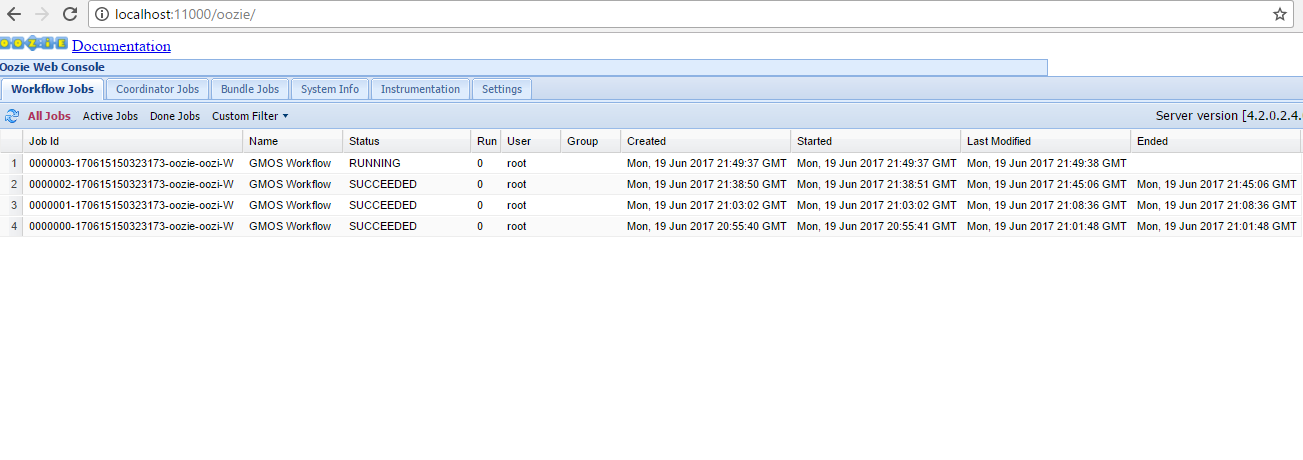 localhost:11000/oozie/
OOZIE Documentation
Oozie Web Console
Workflow Jobs Coordinator Jobs Bundle Jobs System Info Instrumentation Settings
All Jobs Active Jobs Done Jobs Custom Filter Server version [4.2.0.2.4.
Job Id Name Status Run User Group Created Started Last Modified Ended
1 0000003-170615150323173-oozie-oozi-W GMOS Workflow RUNNING 0 root Mon, 19 Jun 2017 21:49:37 GMT Mon, 19 Jun 2017 21:49:37 GMT Mon, 19 Jun 2017 21:49:38 GMT
2 0000002-170615150323173-oozie-oozi-W GMOS Workflow SUCCEEDED 0 root Mon, 19 Jun 2017 21:38:50 GMT Mon, 19 Jun 2017 21:38:51 GMT Mon, 19 Jun 2017 21:45:06 GMT Mon, 19 Jun 2017 21:45:06 GMT
3 0000001-170615150323173-oozie-oozi-W GMOS Workflow SUCCEEDED 0 root Mon, 19 Jun 2017 21:03:02 GMT Mon, 19 Jun 2017 21:03:02 GMT Mon, 19 Jun 2017 21:08:36 GMT Mon, 19 Jun 2017 21:08:36 GMT
4 0000000-170615150323173-oozie-oozi-W GMOS Workflow SUCCEEDED 0 root Mon, 19 Jun 2017 20:55:40 GMT Mon, 19 Jun 2017 20:55:41 GMT Mon, 19 Jun 2017 21:01:48 GMT Mon, 19 Jun 2017 21:01:48 GMT